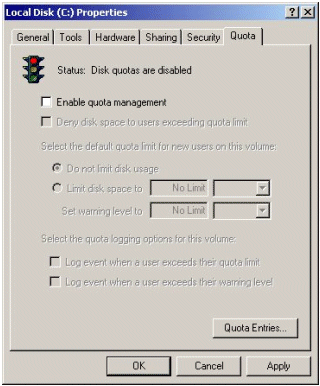 Local Disk (C:) Properties
General Tools Hardware Sharing Security Quota
Status: Disk quotas are disabled
Enable quota management
Deny disk space to users exceeding quota limit
Select the default quota limit for new users on this volume:
Do not limit disk usage
Limit disk space to No Limit
Set warning level to No Limit
Select the quota logging options for this volume:
Log event when a user exceeds their quota limit
Log event when a user exceeds their warning level
Quota Entries...
OK Cancel Apply